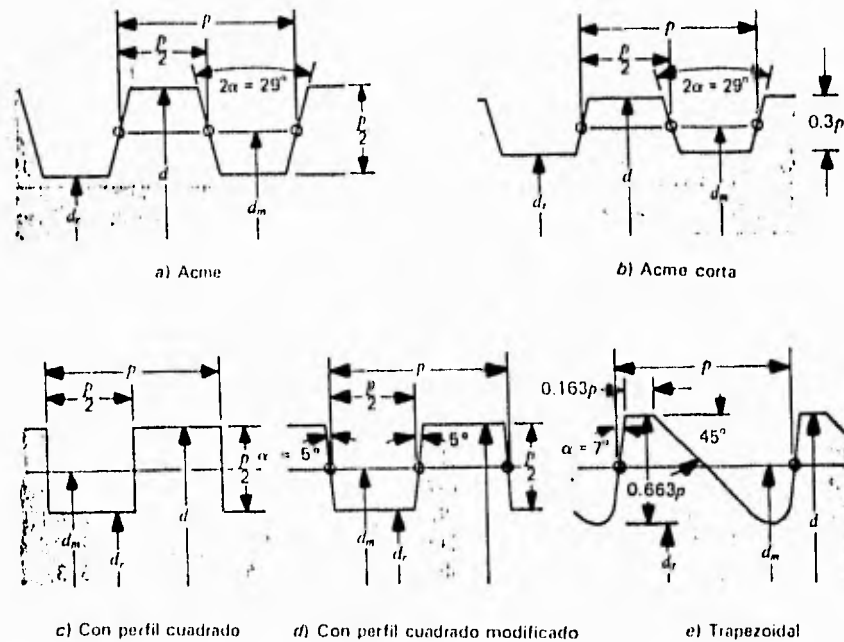 p
p
p/2
p/2
2α = 29°
2α = 29°
p/2
0.3p
d
d
d_r
d_m
d_r
d_m
a) Acme
b) Acme corta
p
p
p
p/2
p/2
0.163p
p/2
α = 5°
5°
p/2
α = 7°
45°
0.663p
d_m
d
d_r
d_m
d_r
d_r
d_m
d
c) Con perfil cuadrado
d) Con perfil cuadrado modificado
e) Trapezoidal